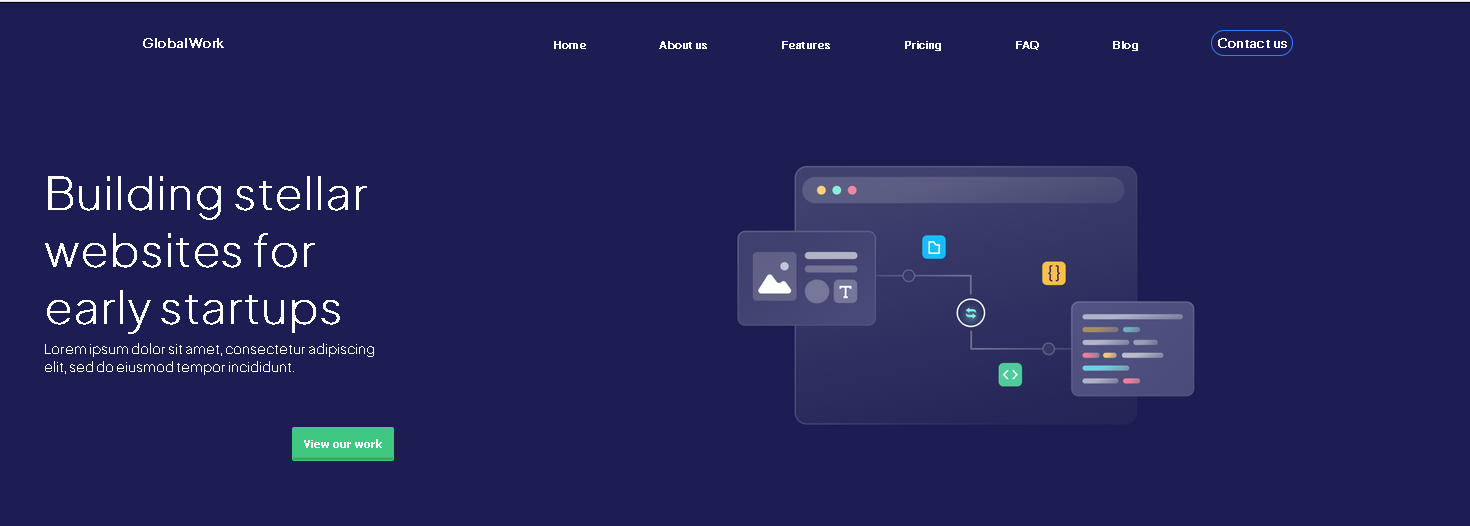 GlobalWork
Home
About us
Features
Pricing
FAQ
Blog
Contact us
Building stellar
websites for
early startups
Lorem ipsum dolor sit amet, consectetur adipiscing
elit, sed do eiusmod tempor incididunt.
View our work
T
{}
<>